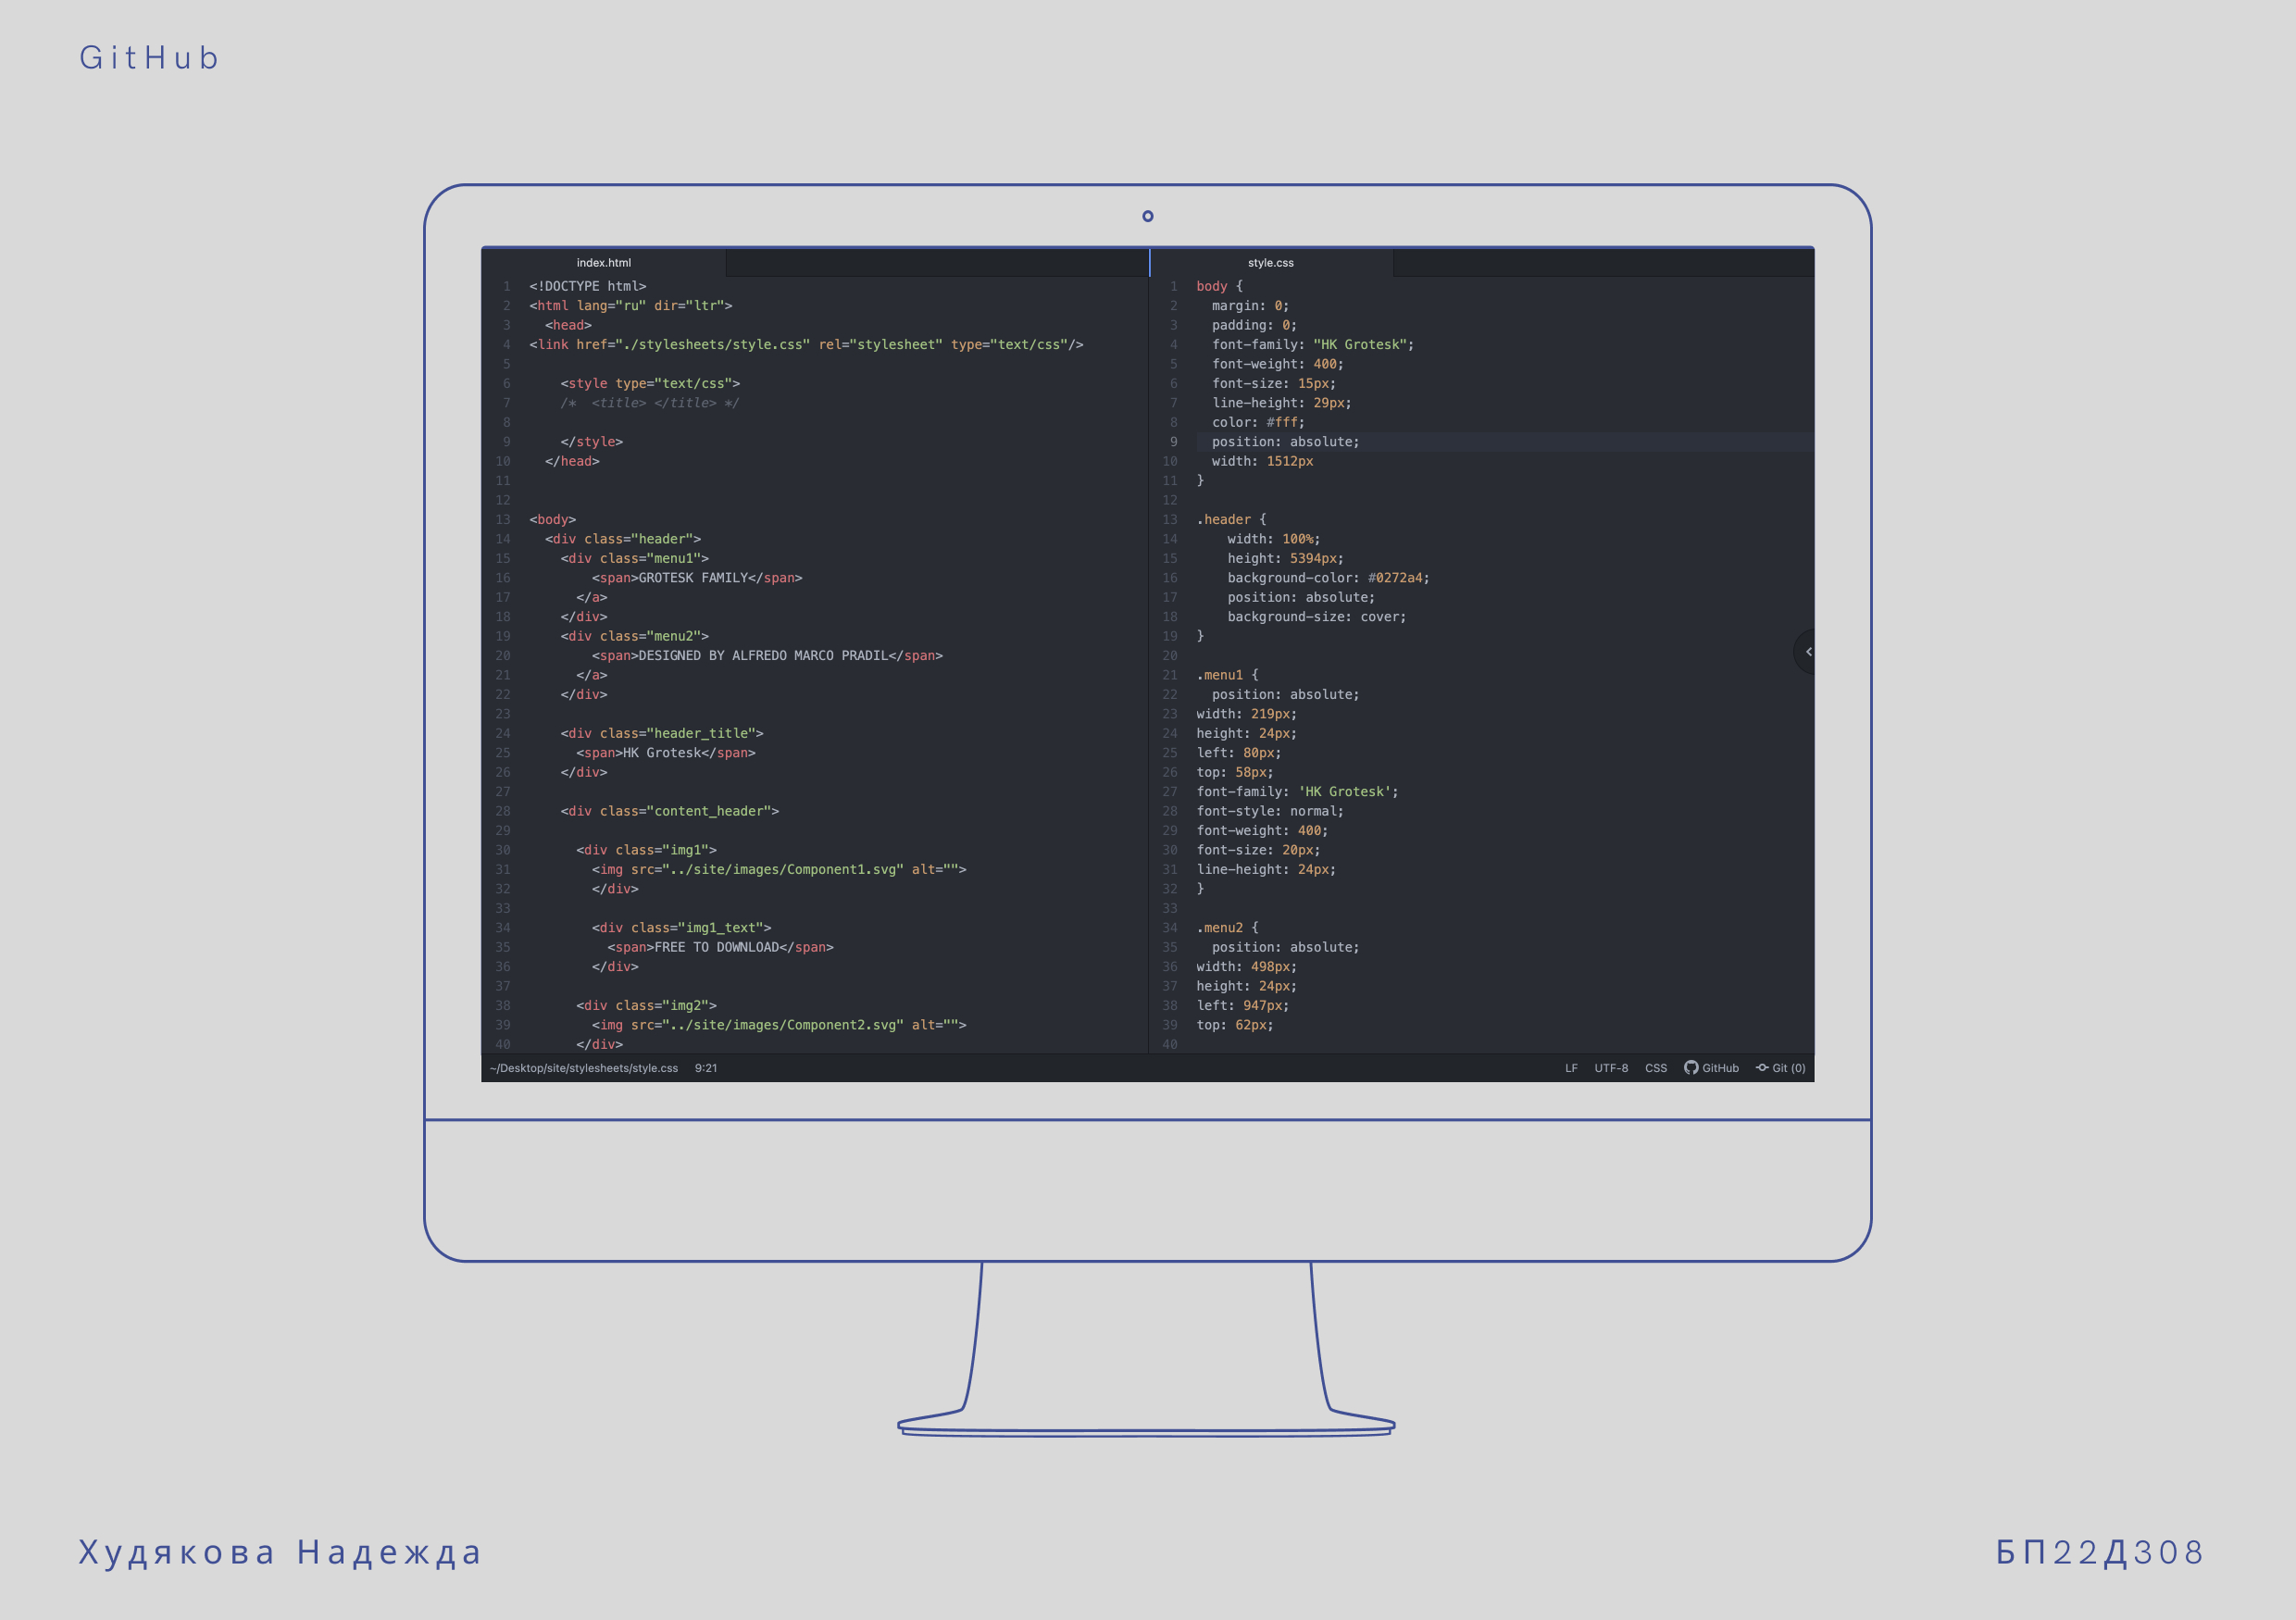 GitHub
index.html
1 <!DOCTYPE html>
2 <html lang="ru" dir="ltr">
3 <head>
4 <link href="./stylesheets/style.css" rel="stylesheet" type="text/css"/>
5
6 <style type="text/css">
7 /* <title> </title> */
8
9 </style>
10 </head>
11
12
13 <body>
14 <div class="header">
15 <div class="menu1">
16 <span>GROTESK FAMILY</span>
17 </a>
18 </div>
19 <div class="menu2">
20 <span>DESIGNED BY ALFREDO MARCO PRADIL</span>
21 </a>
22 </div>
23
24 <div class="header_title">
25 <span>HK Grotesk</span>
26 </div>
27
28 <div class="content_header">
29
30 <div class="img1">
31 <img src="../site/images/Component1.svg" alt="">
32 </div>
33
34 <div class="img1_text">
35 <span>FREE TO DOWNLOAD</span>
36 </div>
37
38 <div class="img2">
39 <img src="../site/images/Component2.svg" alt="">
40 </div>
style.css
1 body {
2 margin: 0;
3 padding: 0;
4 font-family: "HK Grotesk";
5 font-weight: 400;
6 font-size: 15px;
7 line-height: 29px;
8 color: #fff;
9 position: absolute;
10 width: 1512px
11 }
12
13 .header {
14 width: 100%;
15 height: 5394px;
16 background-color: #0272a4;
17 position: absolute;
18 background-size: cover;
19 }
20
21 .menu1 {
22 position: absolute;
23 width: 219px;
24 height: 24px;
25 left: 80px;
26 top: 58px;
27 font-family: 'HK Grotesk';
28 font-style: normal;
29 font-weight: 400;
30 font-size: 20px;
31 line-height: 24px;
32 }
33
34 .menu2 {
35 position: absolute;
36 width: 498px;
37 height: 24px;
38 left: 947px;
39 top: 62px;
40
~/Desktop/site/stylesheets/style.css 9:21 LF UTF-8 CSS GitHub Git (0)
Худякова Надежда
БП22Д308